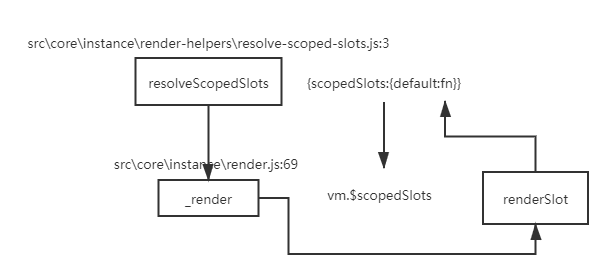 src\core\instance\render-helpers\resolve-scoped-slots.js:3
resolveScopedSlots
{scopedSlots:{default:fn}}
src\core\instance\render.js:69
_render
vm.$scopedSlots
renderSlot